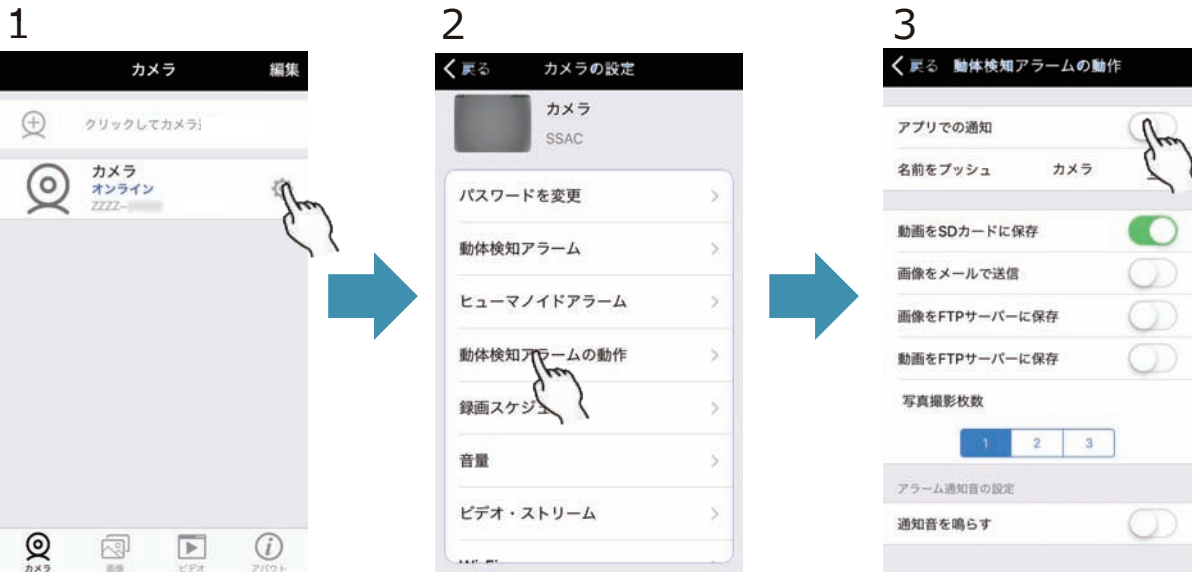 1
カメラ
編集
クリックしてカメラ
カメラ
オンライン
ZZZZ-
カメラ
画像
ビデオ
アバウト
2
戻る
カメラの設定
カメラ
SSAC
パスワードを変更
動体検知アラーム
ヒューマノイドアラーム
動体検知アラームの動作
録画スケジュ
音量
ビデオ・ストリーム
3
戻る
動体検知アラームの動作
アプリでの通知
名前をプッシュ
カメラ
動画をSDカードに保存
画像をメールで送信
画像をFTPサーバーに保存
動画をFTPサーバーに保存
写真撮影枚数
1 2 3
アラーム通知音の設定
通知音を鳴らす